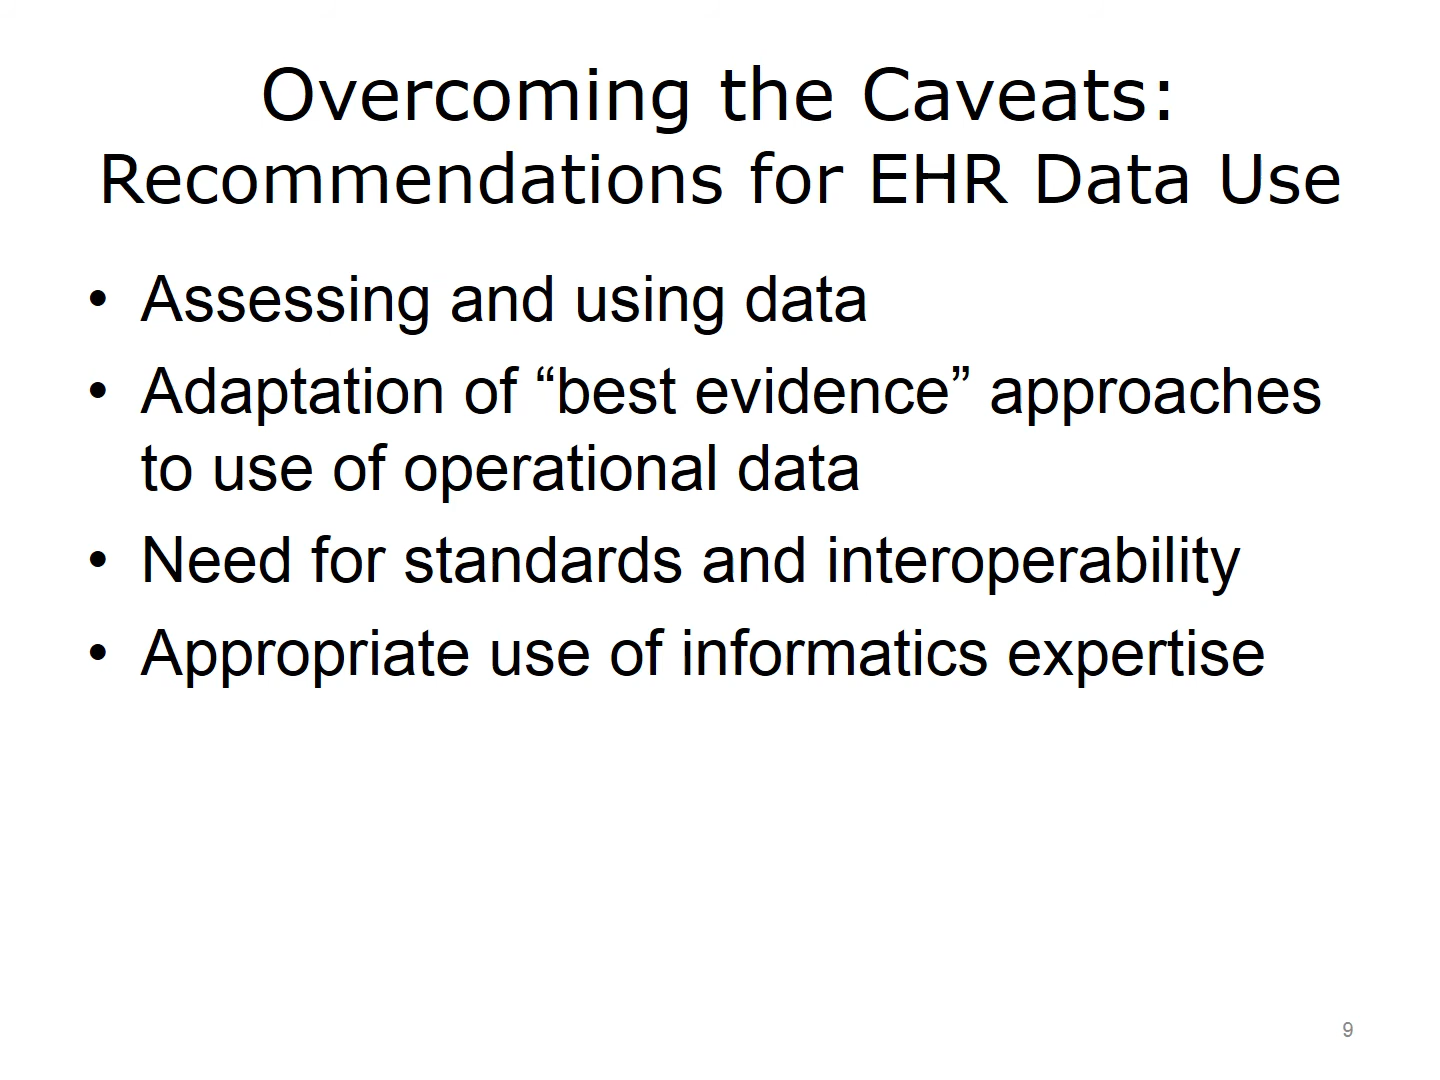 Overcoming the Caveats:
Recommendations for EHR Data Use
• Assessing and using data
• Adaptation of “best evidence” approaches
to use of operational data
• Need for standards and interoperability
• Appropriate use of informatics expertise
9